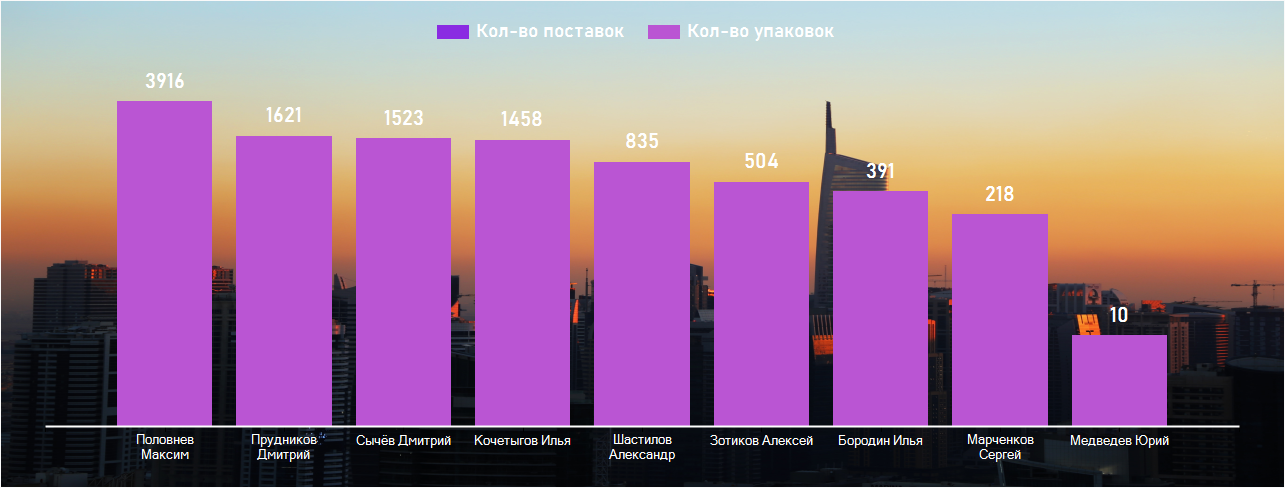 Кол-во поставок Кол-во упаковок
3916
1621
1523
1458
835
504
391
218
10
Половнев
Максим
Прудников
Дмитрий
Сычёв Дмитрий
Кочетыгов Илья
Шастилов
Александр
Зотиков Алексей
Бородин Илья
Марченков
Сергей
Медведев Юрий